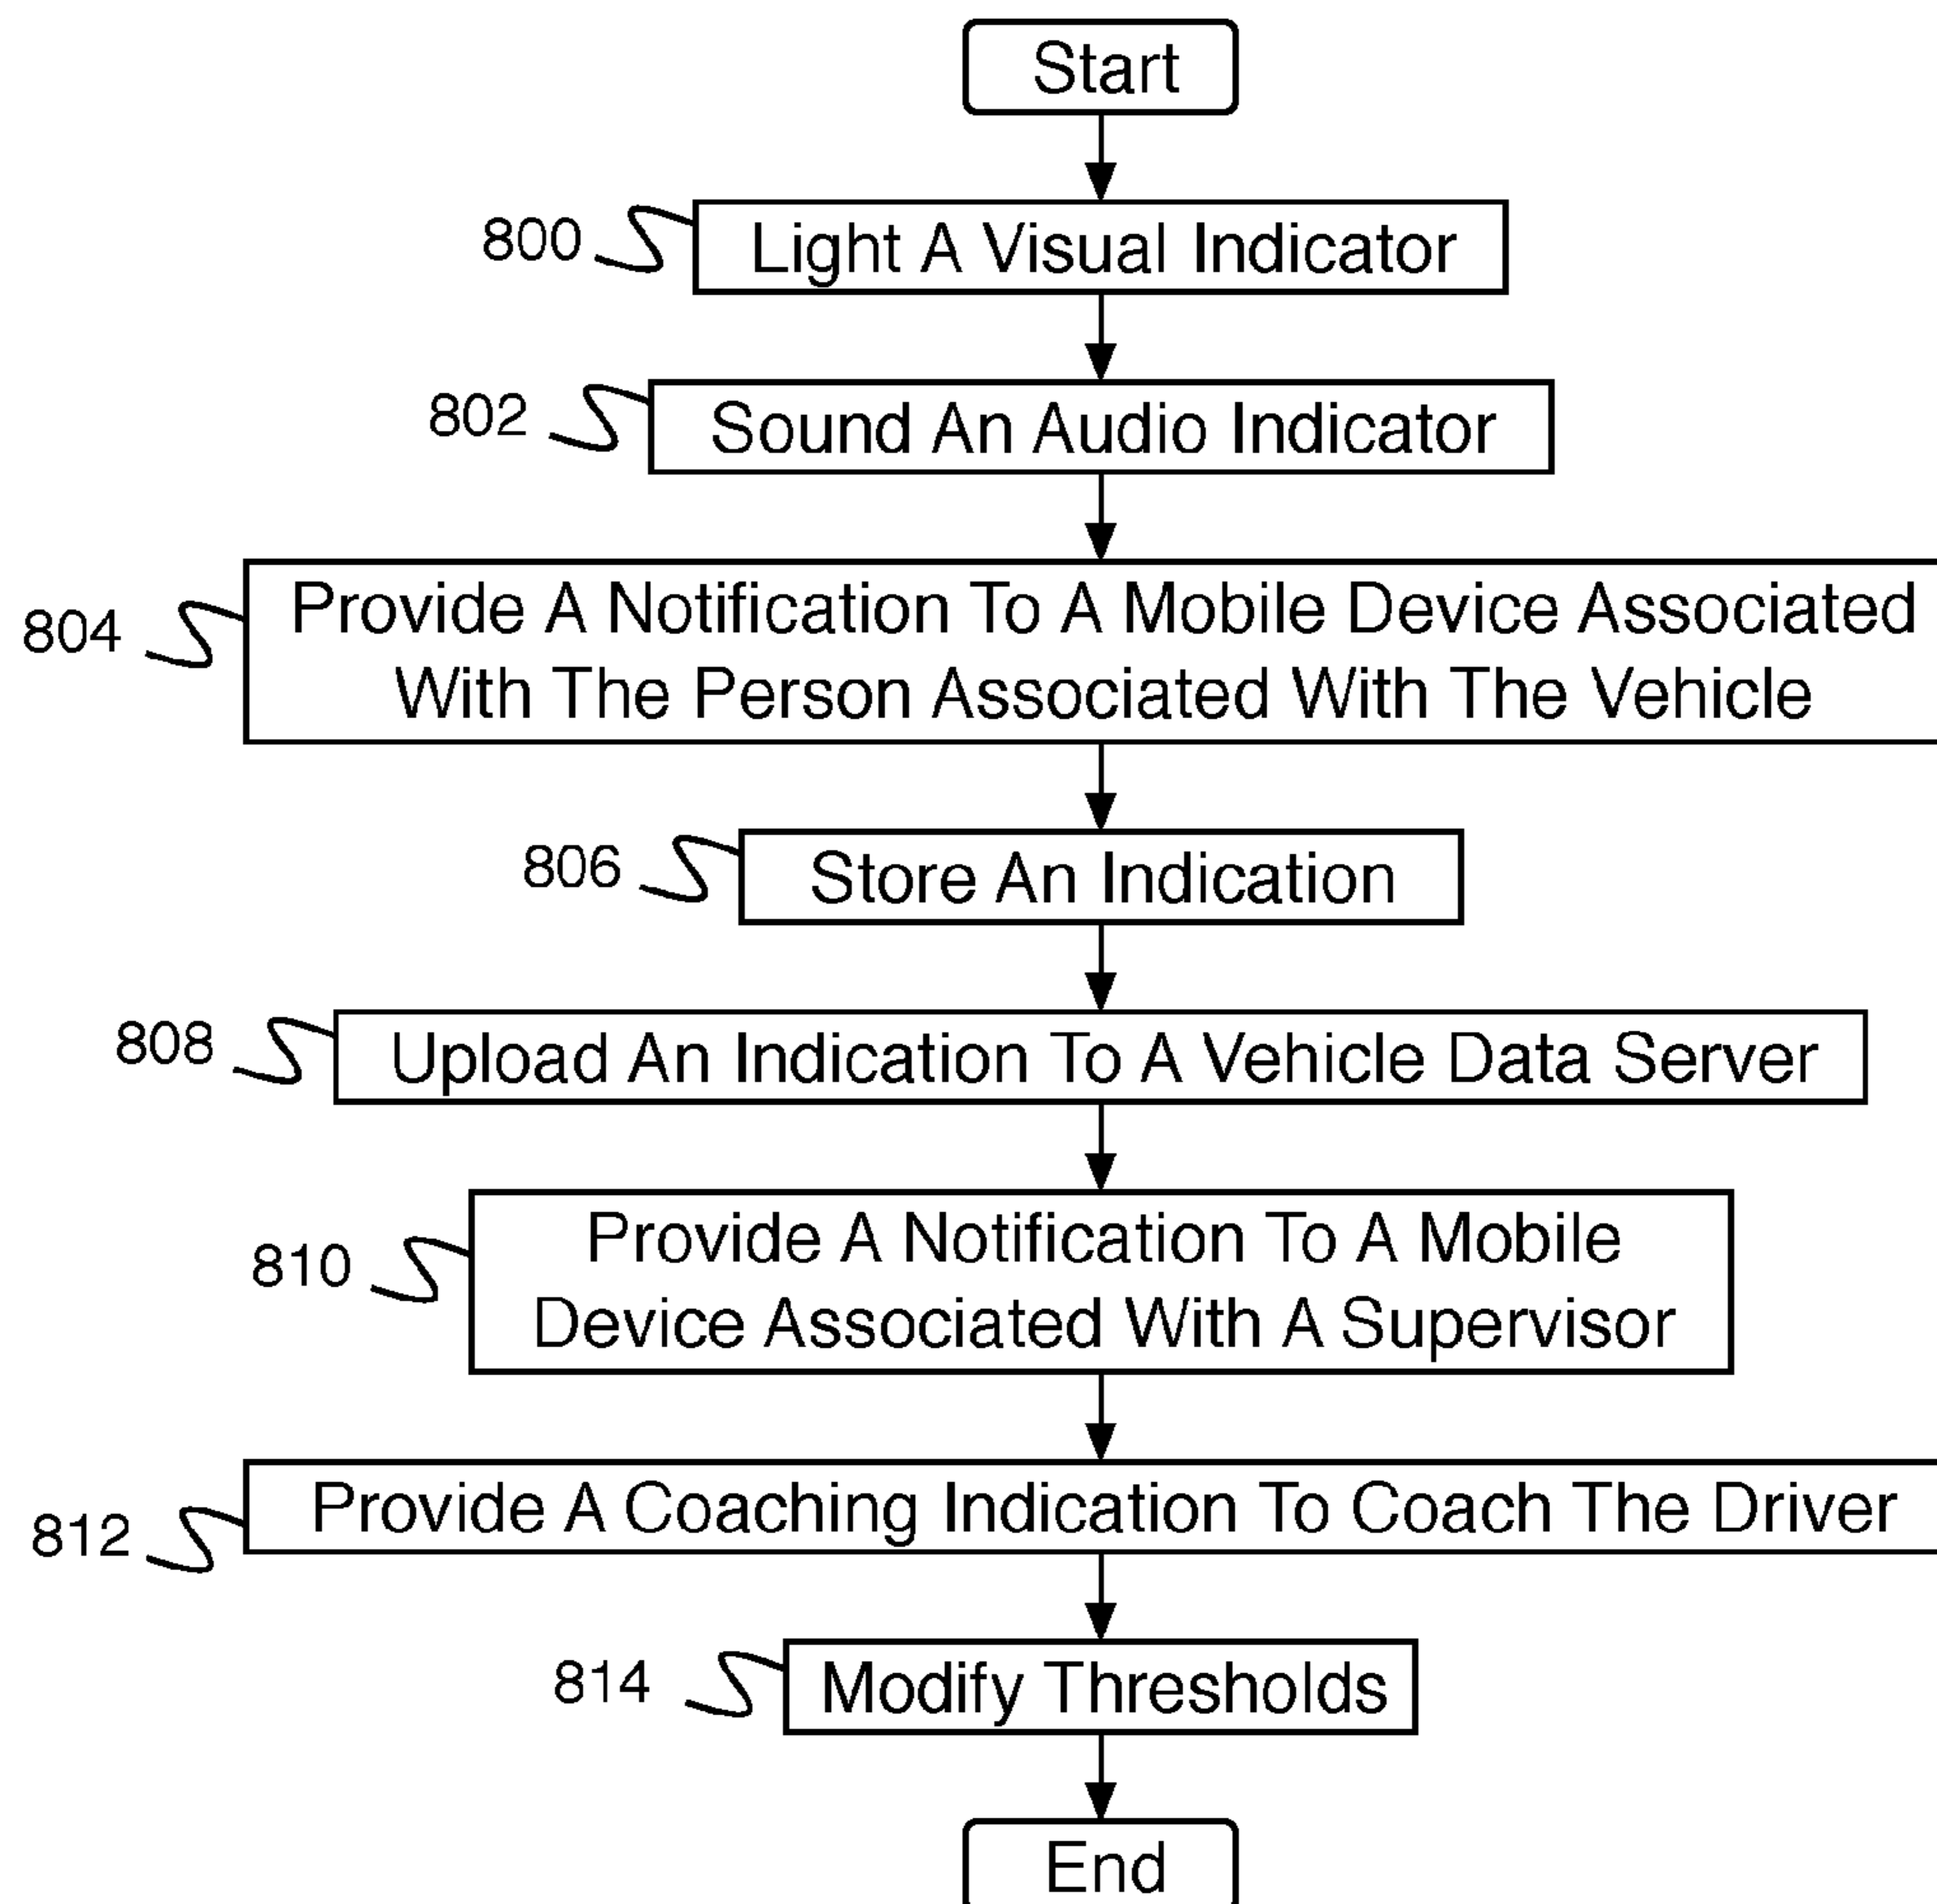 Start
800
Light A Visual Indicator
802
Sound An Audio Indicator
804
Provide A Notification To A Mobile Device Associated
With The Person Associated With The Vehicle
806
Store An Indication
808
Upload An Indication To A Vehicle Data Server
810
Provide A Notification To A Mobile
Device Associated With A Supervisor
812
Provide A Coaching Indication To Coach The Driver
814
Modify Thresholds
End